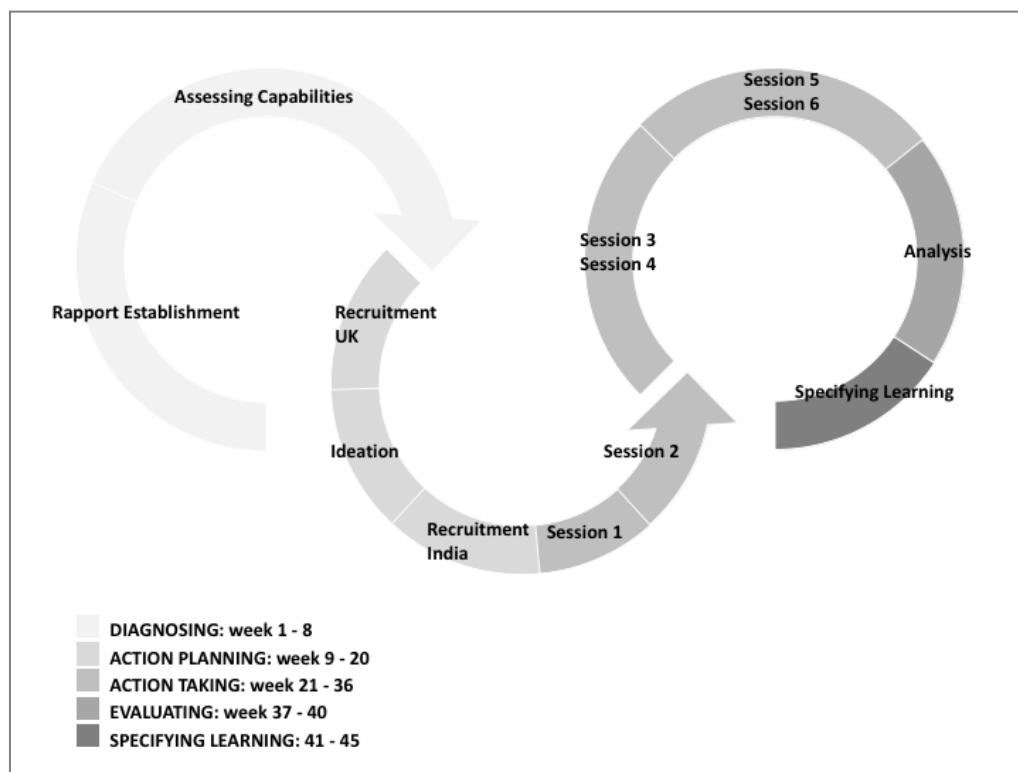 Assessing Capabilities
Rapport Establishment
Recruitment
UK
Ideation
Recruitment
India
Session 1
Session 2
Session 3
Session 4
Session 5
Session 6
Analysis
Specifying Learning
DIAGNOSING: week 1 - 8
ACTION PLANNING: week 9 - 20
ACTION TAKING: week 21 - 36
EVALUATING: week 37 - 40
SPECIFYING LEARNING: 41 - 45